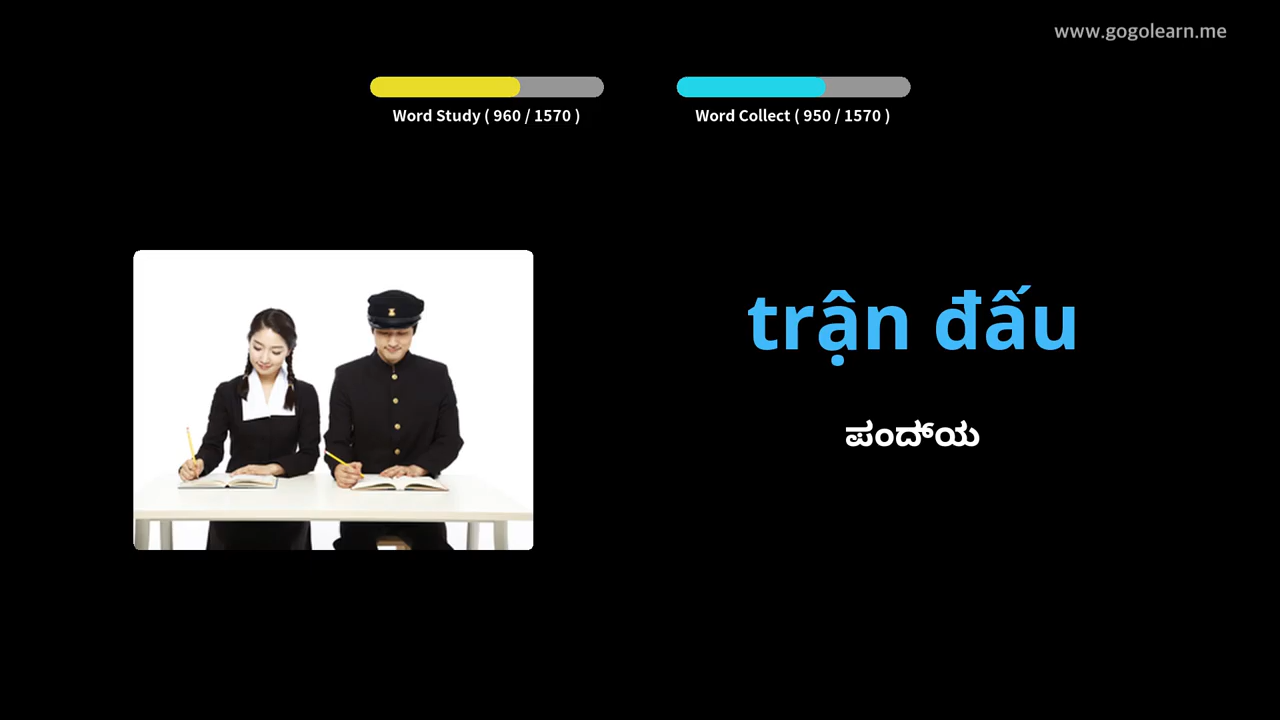 www.gogolearn.me
Word Study ( 960 / 1570 )
Word Collect ( 950 / 1570 )
trận đấu
ಪಂದ್ಯ